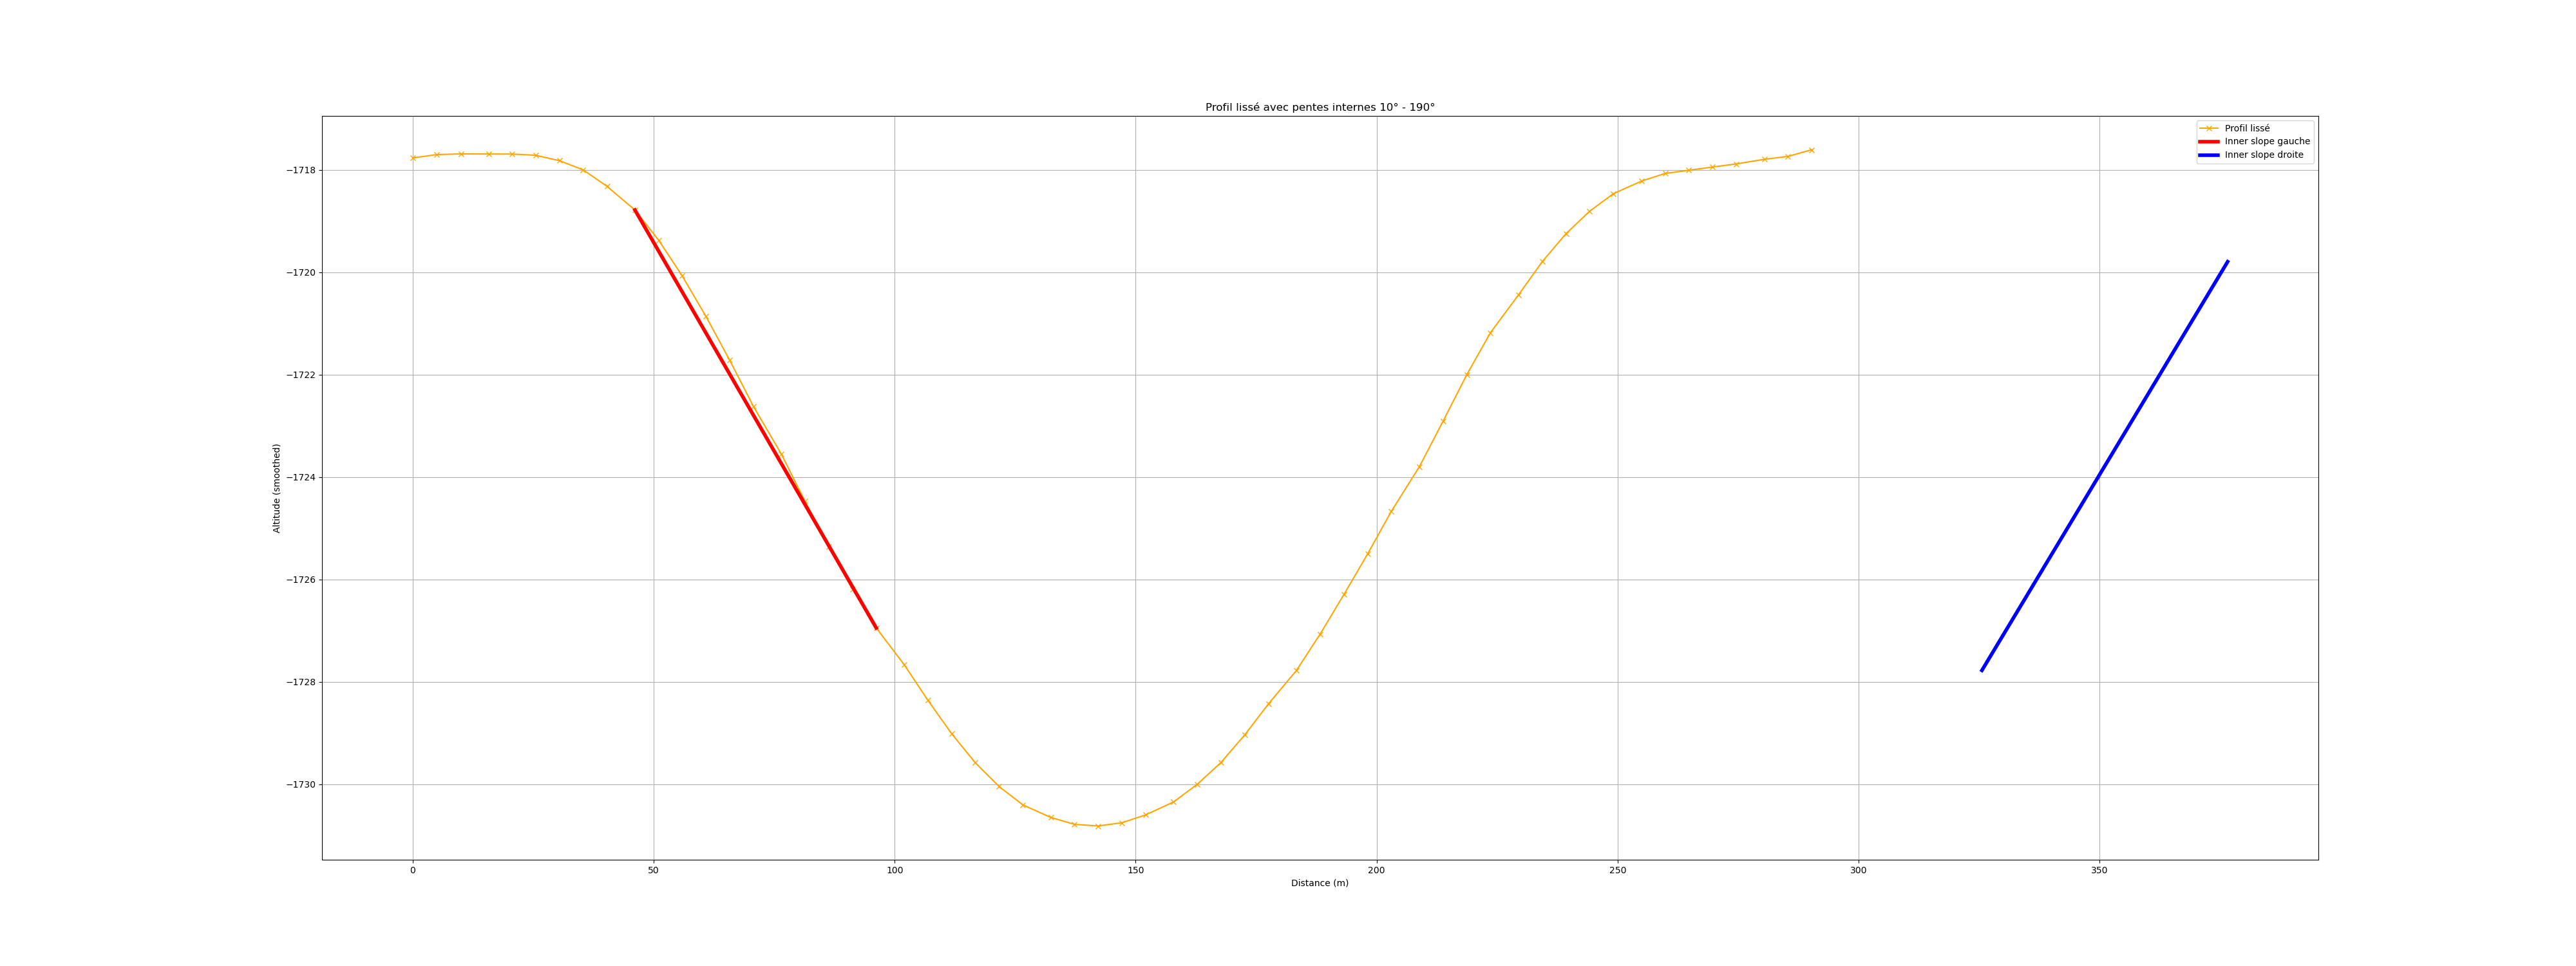 Profil lissé avec pentes internes 10° - 190°
Profil lissé
Inner slope gauche
Inner slope droite
Altitude (smoothed)
−1718
−1720
−1722
−1724
−1726
−1728
−1730
0 50 100 150 200 250 300 350
Distance (m)